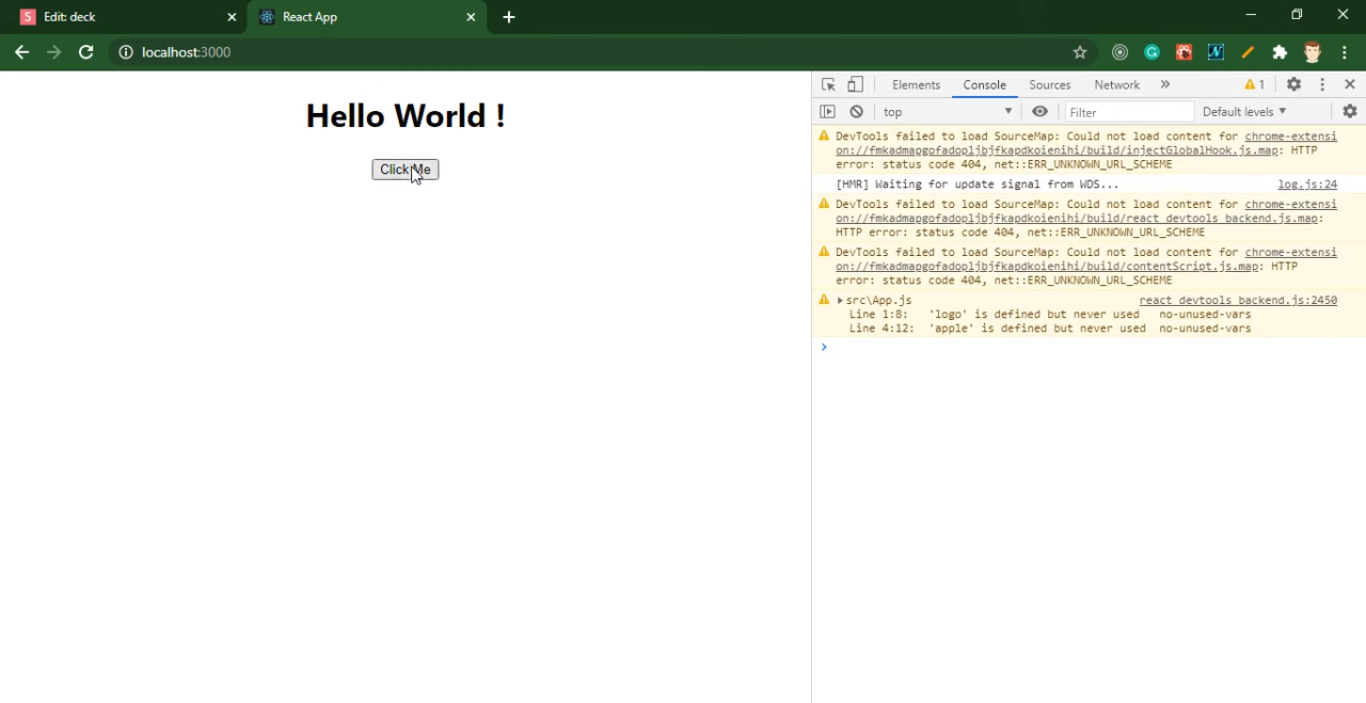 Edit: deck
React App
localhost:3000
Hello World !
Click Me
Elements Console Sources Network » 1
top Filter Default levels
DevTools failed to load SourceMap: Could not load content for chrome-extensi
on://fmkadmapgofadopljbjfkapdkoienihi/build/injectGlobalHook.js.map: HTTP
error: status code 404, net::ERR_UNKNOWN_URL_SCHEME
[HMR] Waiting for update signal from WDS... log.js:24
DevTools failed to load SourceMap: Could not load content for chrome-extensi
on://fmkadmapgofadopljbjfkapdkoienihi/build/react_devtools_backend.js.map:
HTTP error: status code 404, net::ERR_UNKNOWN_URL_SCHEME
DevTools failed to load SourceMap: Could not load content for chrome-extensi
on://fmkadmapgofadopljbjfkapdkoienihi/build/contentScript.js.map: HTTP
error: status code 404, net::ERR_UNKNOWN_URL_SCHEME
src\App.js react_devtools_backend.js:2450
Line 1:8: 'logo' is defined but never used no-unused-vars
Line 4:12: 'apple' is defined but never used no-unused-vars